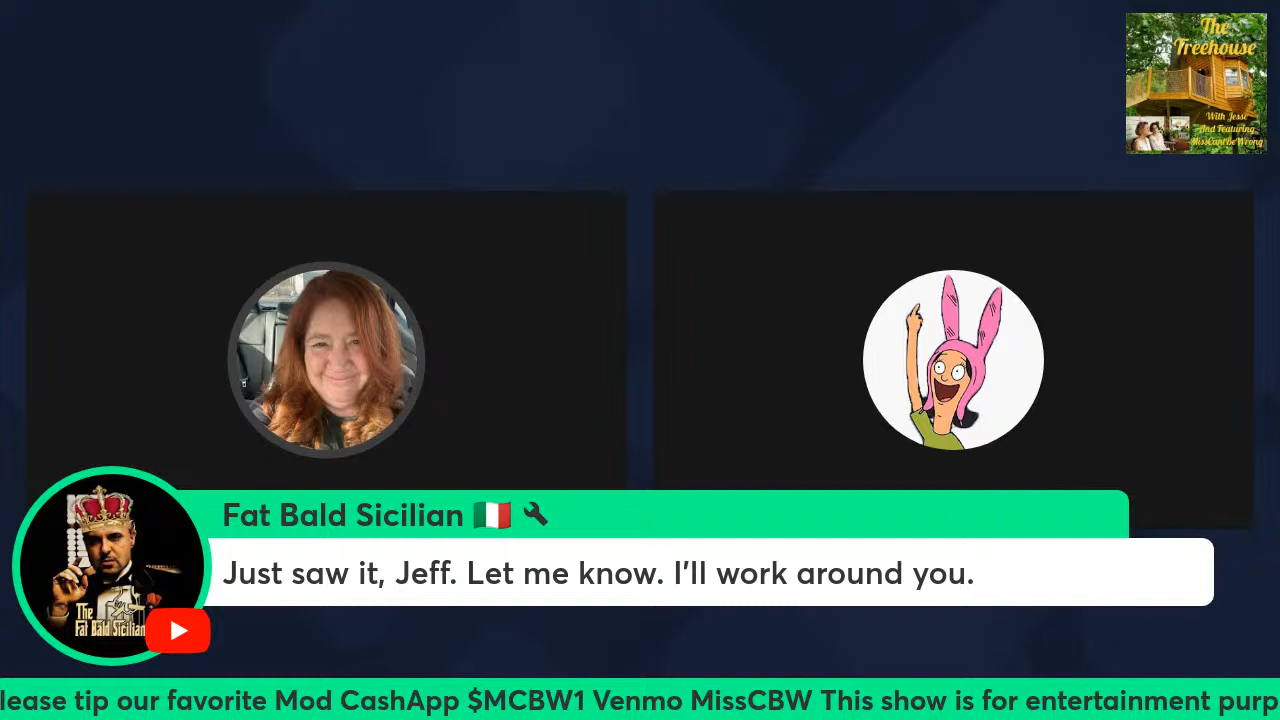 The
Treehouse
With Jesse
And Featuring
MissCantBeWrong
Fat Bald Sicilian 🇮🇹 🔧
Just saw it, Jeff. Let me know. I'll work around you.
The
Fat Bald Sicilian
lease tip our favorite Mod CashApp $MCBW1 Venmo MissCBW This show is for entertainment purp